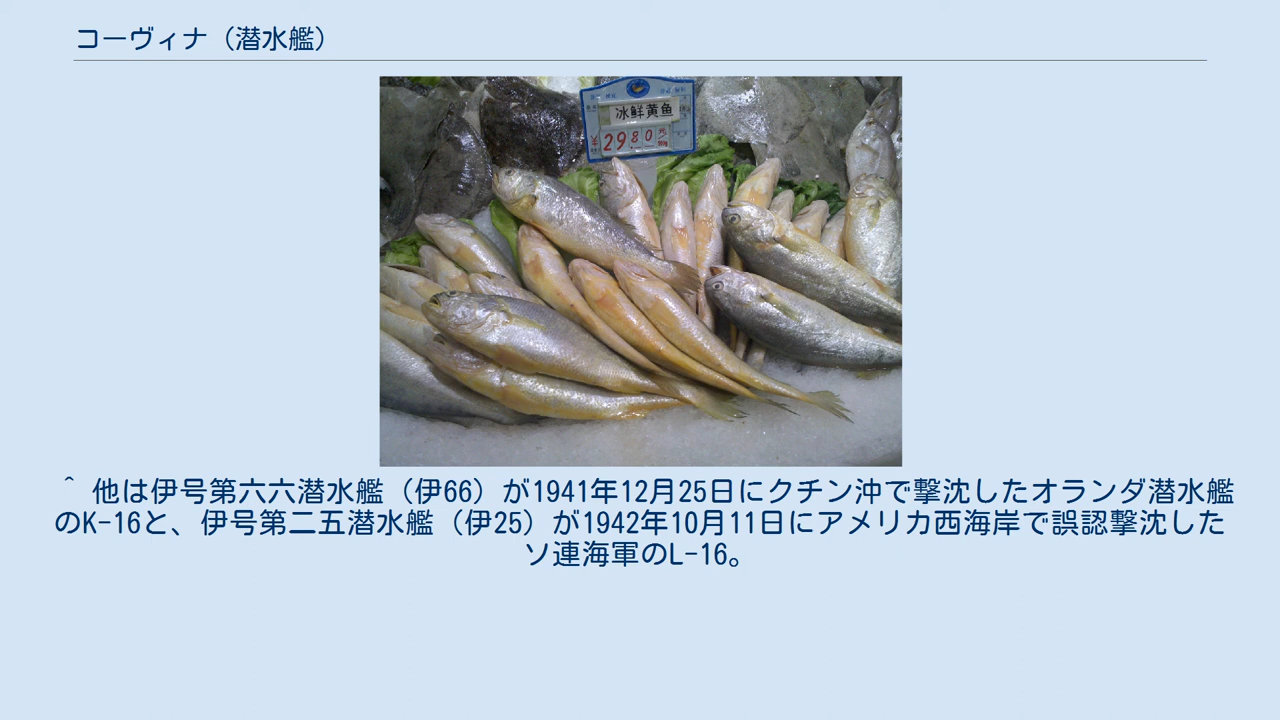 コーヴィナ（潜水艦）
冰鲜黄鱼
¥ 29 8 0
^ 他は伊号第六六潜水艦（伊66）が1941年12月25日にクチン沖で撃沈したオランダ潜水艦
のK-16と、伊号第二五潜水艦（伊25）が1942年10月11日にアメリカ西海岸で誤認撃沈した
ソ連海軍のL-16。